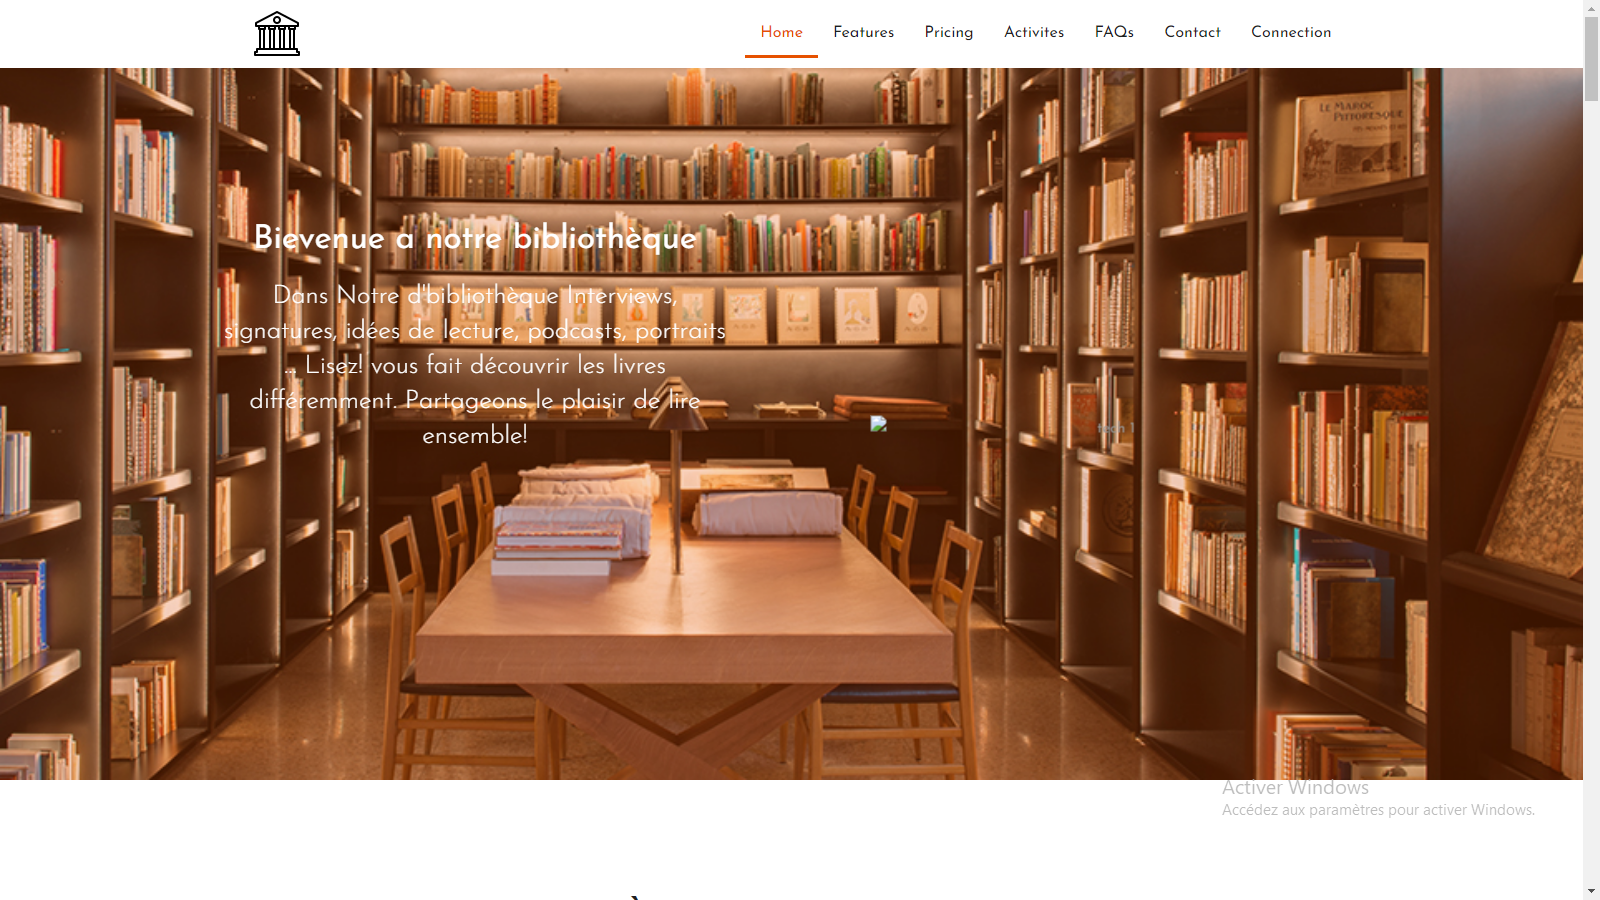 Home Features Pricing Activites FAQs Contact Connection
LE MAROC
PITTORESQUE
Bievenue a notre bibliothèque
Dans Notre d'bibliothèque Interviews,
signatures, idées de lecture, podcasts, portraits
... Lisez! vous fait découvrir les livres
différemment. Partageons le plaisir de lire
ensemble!
Activer Windows
Accédez aux paramètres pour activer Windows.